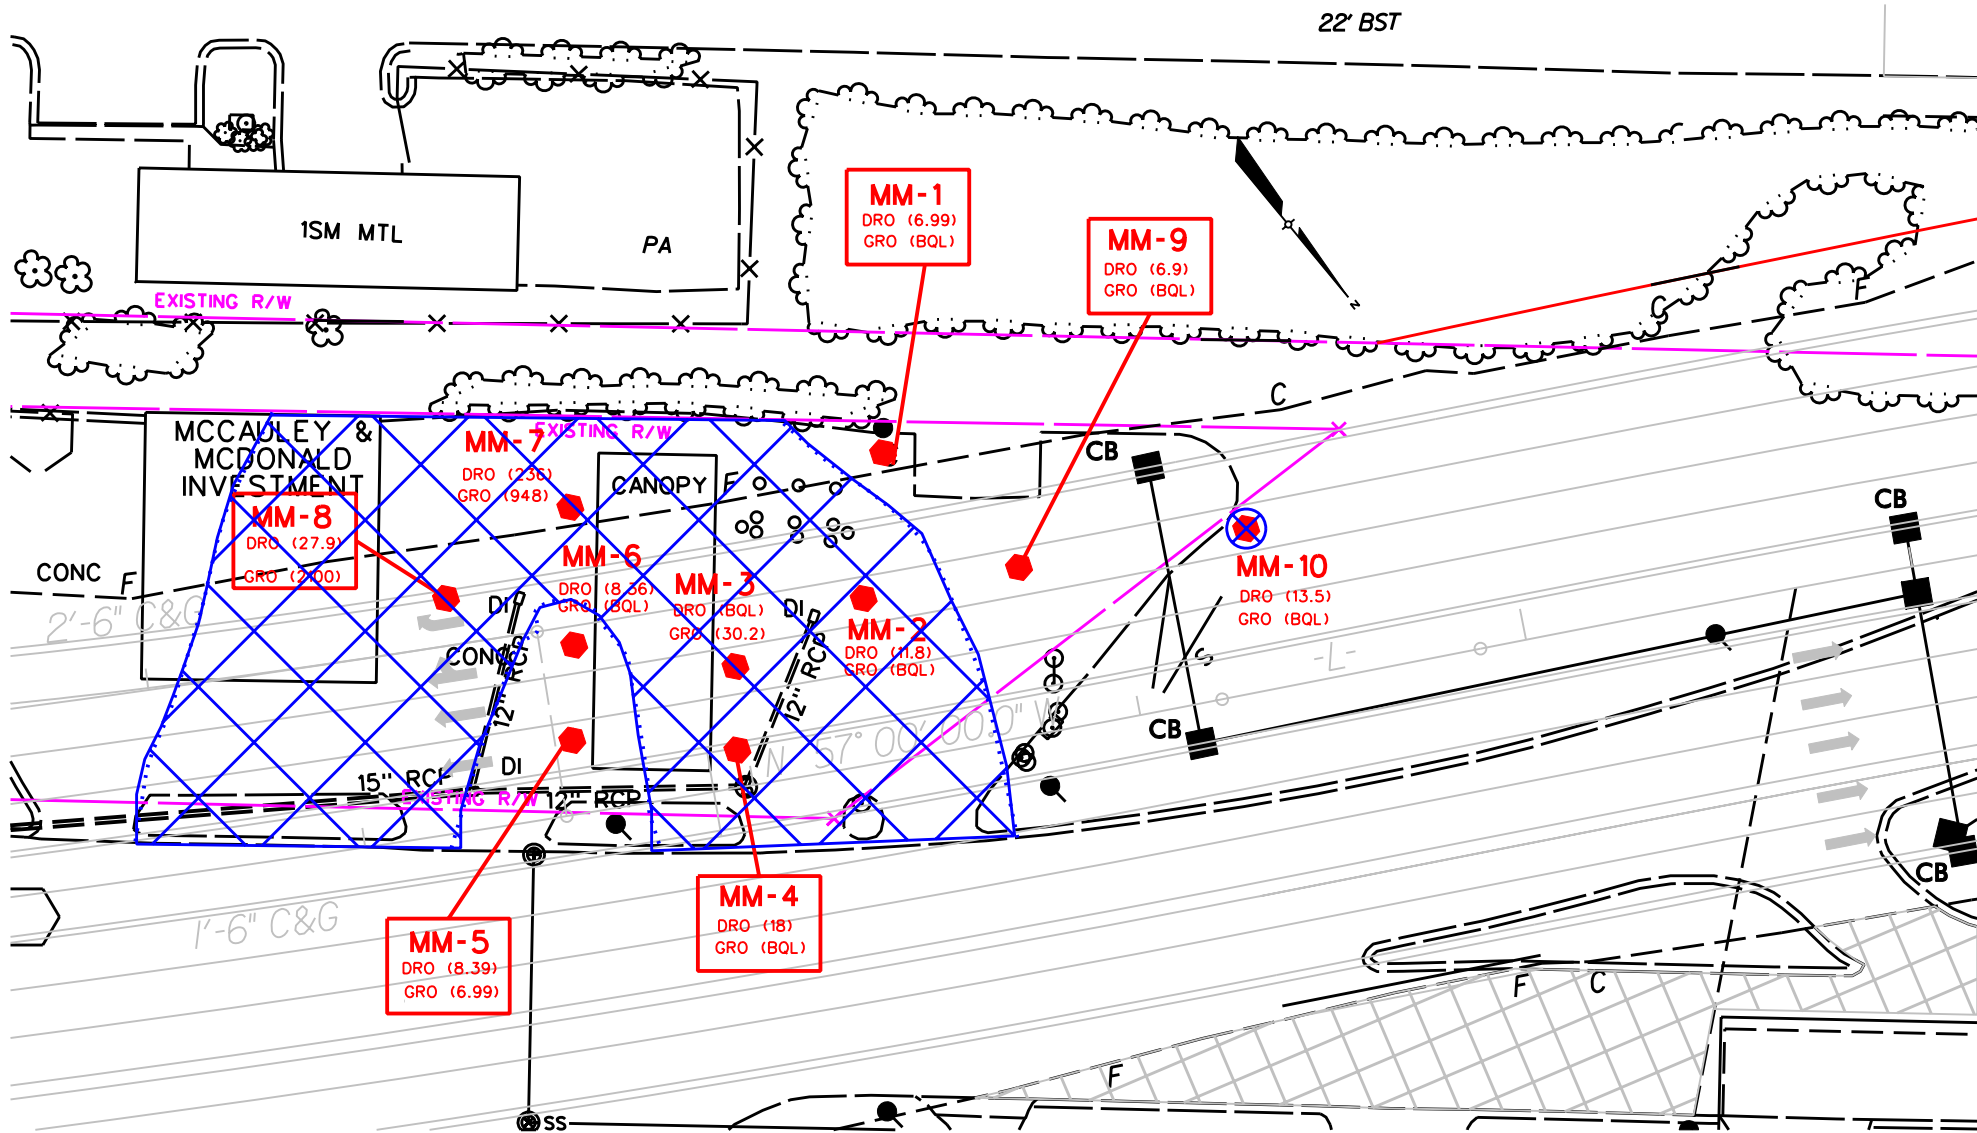 22' BST
1SM MTL
PA
MM-1
DRO (6.99)
GRO (BQL)
MM-9
DRO (6.9)
GRO (BQL)
N
EXISTING R/W
F
C
MCCAULEY &
MCDONALD
INVESTMENT
MM-7
EXISTING R/W
DRO (236)
GRO (948)
CANOPY
F
CB
CB
MM-8
DRO (27.9)
GRO (2.00)
MM-6
DRO (8.36)
GRO (BQL)
MM-3
DRO (BQL)
GRO (30.2)
MM-10
DRO (13.5)
GRO (BQL)
CONC
F
DI
DI
MM-2
DRO (11.8)
GRO (BQL)
2'-6" C&G
CONC
12" RCP
12" RCP
S
-L-
N 57° 00' 00.0" W
CB
DI
15" RCP
EXISTING R/W
12" RCP
CB
MM-4
DRO (18)
GRO (BQL)
1'-6" C&G
MM-5
DRO (8.39)
GRO (6.99)
F
C
F
SS